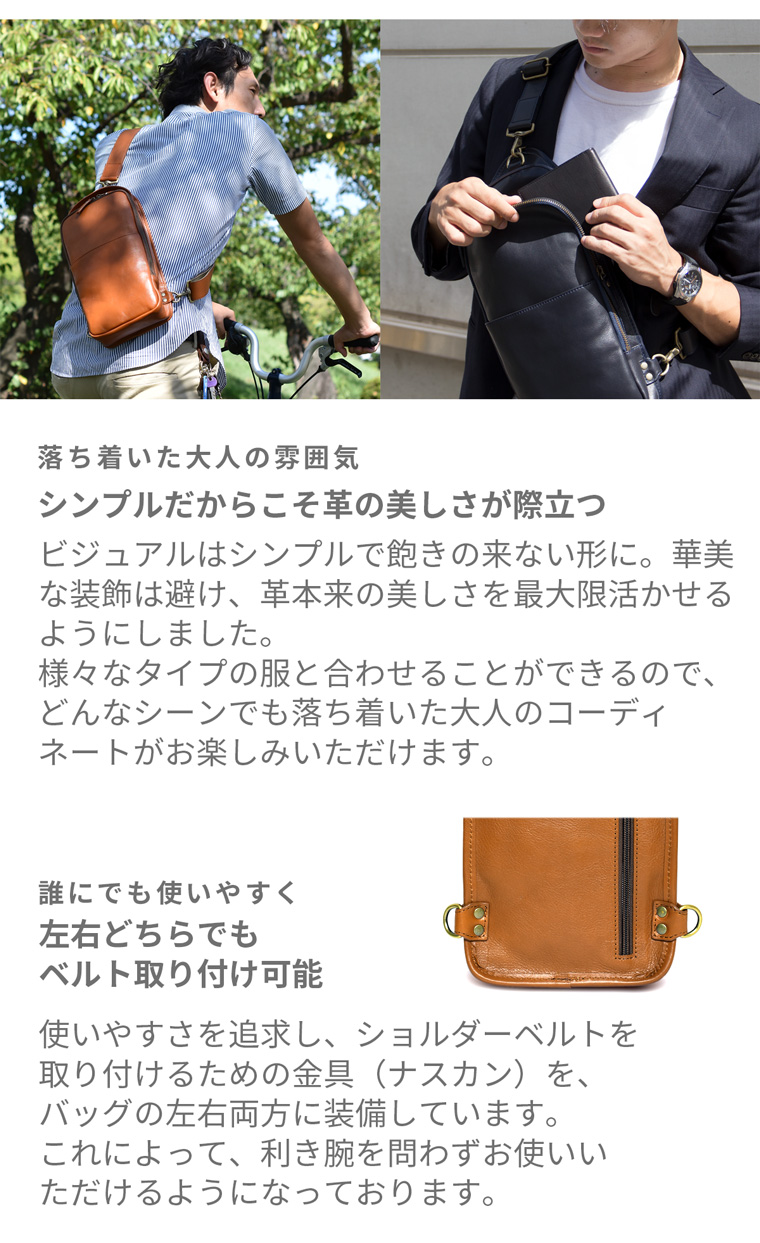 落ち着いた大人の雰囲気
シンプルだからこそ革の美しさが際立つ
ビジュアルはシンプルで飽きの来ない形に。華美
な装飾は避け、革本来の美しさを最大限活かせる
ようにしました。
様々なタイプの服と合わせることができるので、
どんなシーンでも落ち着いた大人のコーディ
ネートがお楽しみいただけます。
誰にでも使いやすく
左右どちらでも
ベルト取り付け可能
使いやすさを追求し、ショルダーベルトを
取り付けるための金具（ナスカン）を、
バッグの左右両方に装備しています。
これによって、利き腕を問わずお使いい
ただけるようになっております。